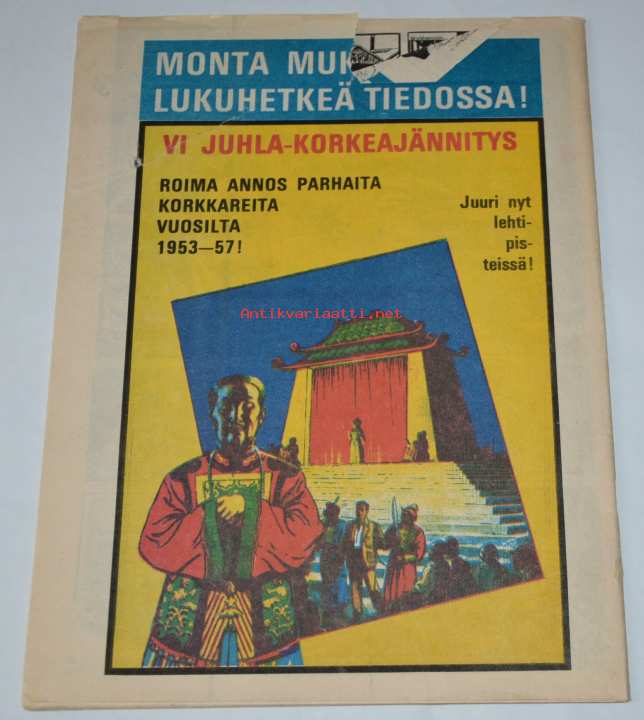 MONTA
LUKUHETKEÄ TIEDOSSA!
VI JUHLA-KORKEAJÄNNITYS
ROIMA ANNOS PARHAITA
KORKKAREITA
VUOSILTA
1953—57!
Juuri nyt
lehti-
pis-
teissä!
Antikvariaatti.net